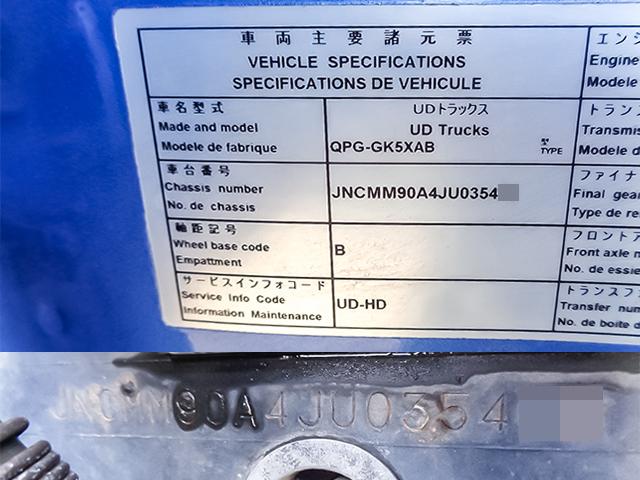 車両主要諸元票
VEHICLE SPECIFICATIONS
SPECIFICATIONS DE VEHICULE
車名型式
Made and model
Modele de fabrique
UDトラックス
UD Trucks
QPG-GK5XAB
型
TYPE
車台番号
Chassis number
No. de chassis
JNCMM90A4JU0354
軸距記号
Wheel base code
Empattment
B
サービスインフォコード
Service Info Code
Information Maintenance
UD-HD
エンジ
Engine
Modele
トラン
Transmis
Modele d
ファイナ
Final gear
Type de re
フロントア
Front axle n
No. de essie
トランスフ
Transfer num
No. de boite d
JNCMM90A4JU0354